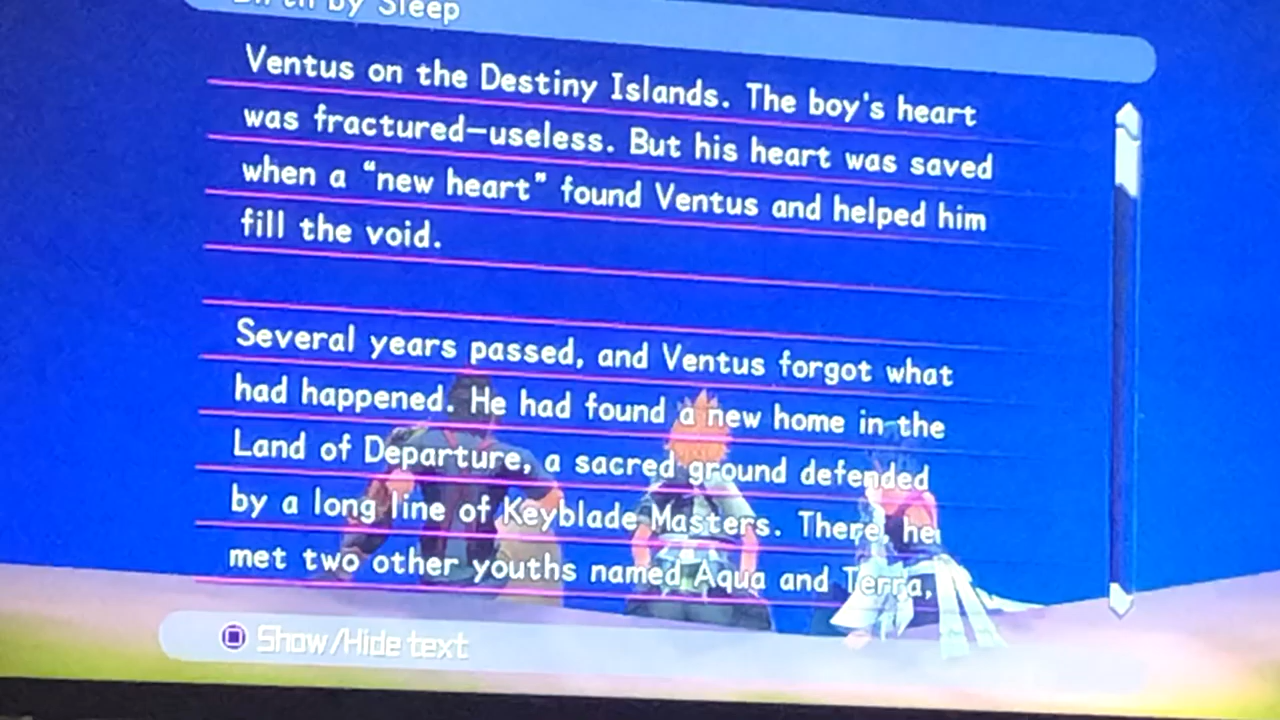 Birth by Sleep
Ventus on the Destiny Islands. The boy's heart
was fractured—useless. But his heart was saved
when a “new heart” found Ventus and helped him
fill the void.
Several years passed, and Ventus forgot what
had happened. He had found a new home in the
Land of Departure, a sacred ground defended
by a long line of Keyblade Masters. There, he
met two other youths named Aqua and Terra,
Show/Hide text